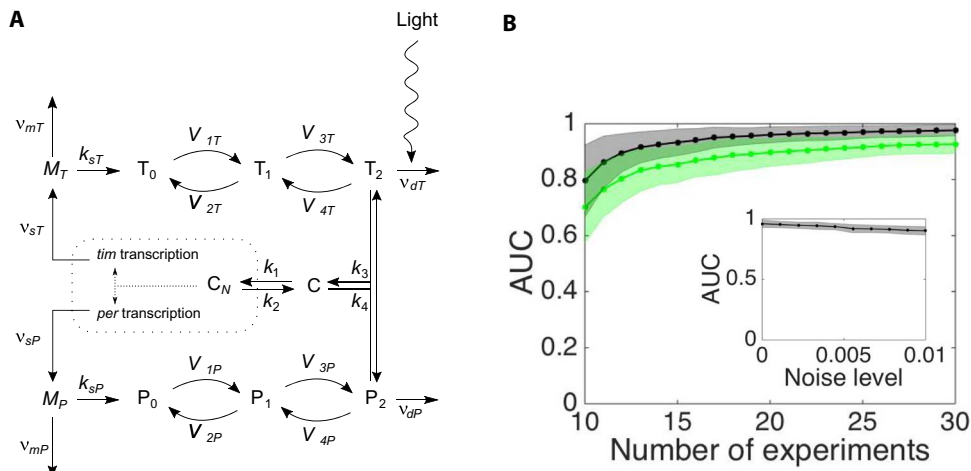 A
Light
ν_mT
V_1T
V_3T
k_sT
M_T
T_0
T_1
T_2
ν_dT
V_2T
V_4T
ν_sT
tim transcription
k_1
k_3
C_N
C
k_2
k_4
per transcription
ν_sP
V_1P
V_3P
k_sP
M_P
P_0
P_1
P_2
ν_dP
V_2P
V_4P
ν_mP
B
1
0.8
0.6
0.4
0.2
0
AUC
10
15
20
25
30
Number of experiments
1
0.5
0
AUC
0
0.005
0.01
Noise level